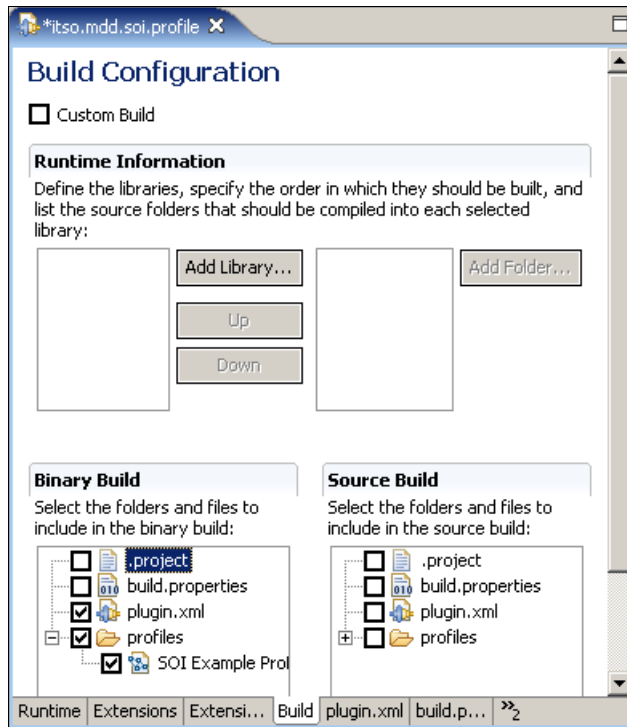 *itso.mdd.soi.profile
Build Configuration
Custom Build
Runtime Information
Define the libraries, specify the order in which they should be built, and
list the source folders that should be compiled into each selected
library:
Add Library...
Add Folder...
Up
Down
Binary Build
Select the folders and files to
include in the binary build:
.project
build.properties
plugin.xml
profiles
SOI Example Prof
Source Build
Select the folders and files to
include in the source build:
.project
build.properties
plugin.xml
profiles
Runtime Extensions Extensi... Build plugin.xml build.p... »2